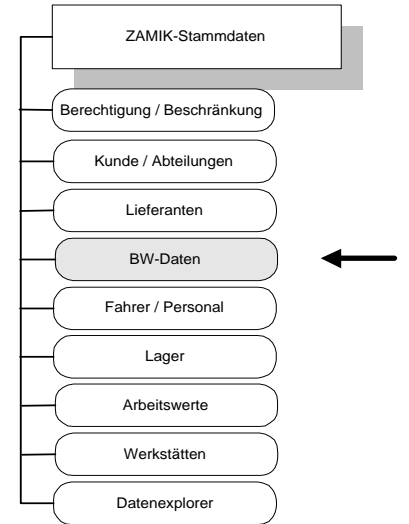 ZAMIK-Stammdaten
Berechtigung / Beschränkung
Kunde / Abteilungen
Lieferanten
BW-Daten
Fahrer / Personal
Lager
Arbeitswerte
Werkstätten
Datenexplorer